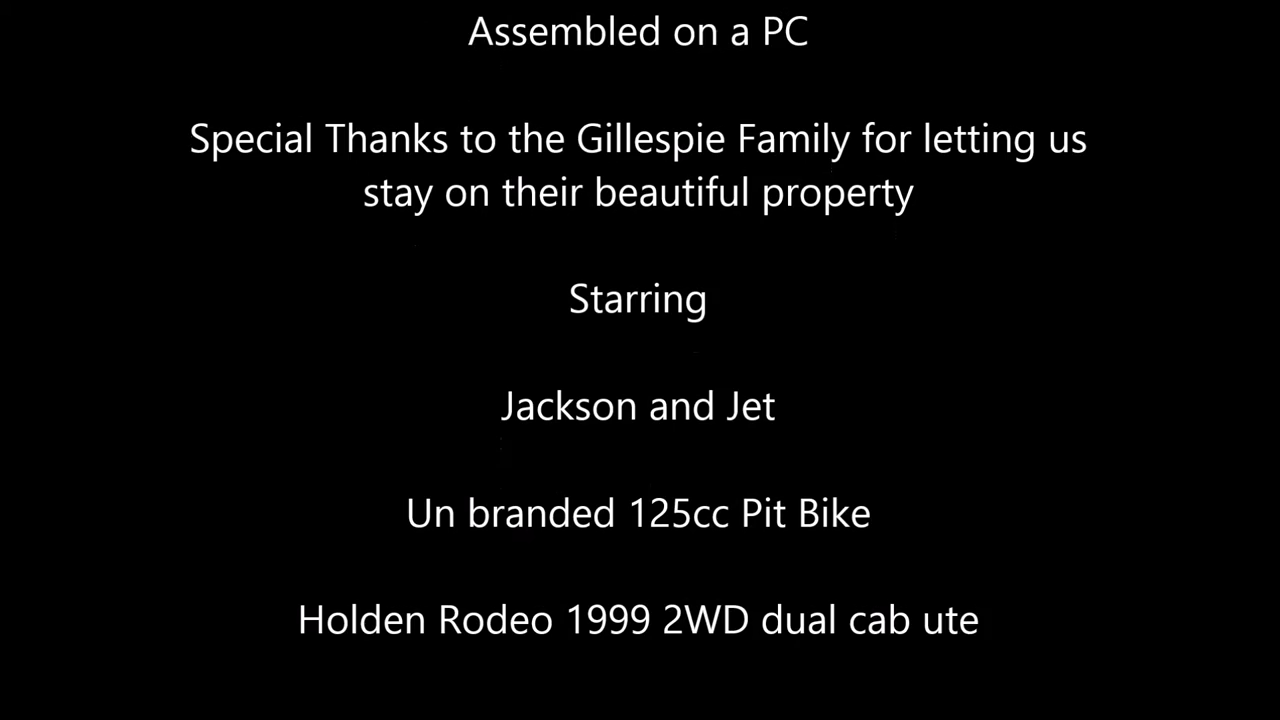 Assembled on a PC
Special Thanks to the Gillespie Family for letting us
stay on their beautiful property
Starring
Jackson and Jet
Un branded 125cc Pit Bike
Holden Rodeo 1999 2WD dual cab ute